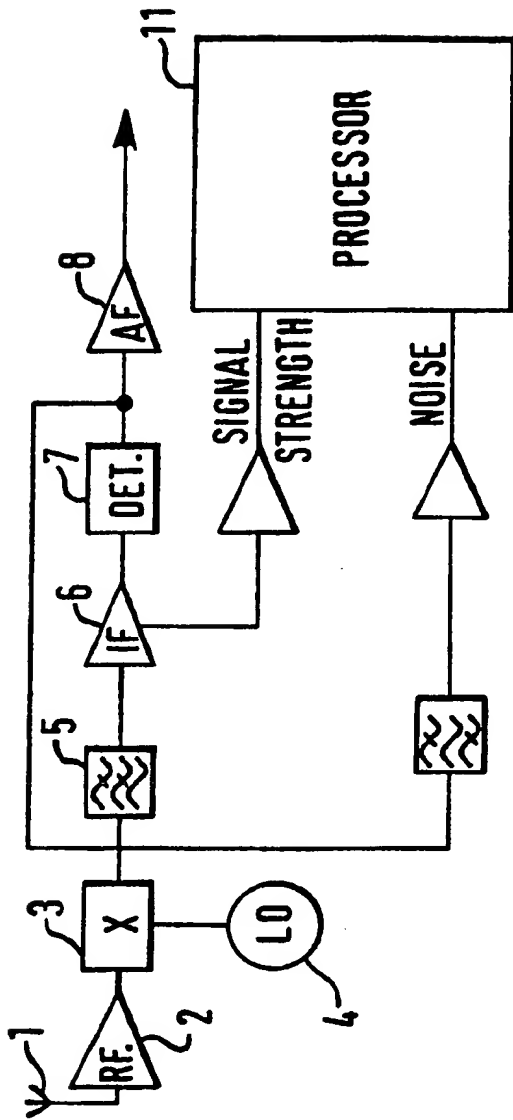 1
RF.
2
3
X
LO
4
5
IF
6
DET.
7
AF
8
SIGNAL
STRENGTH
NOISE
PROCESSOR
11